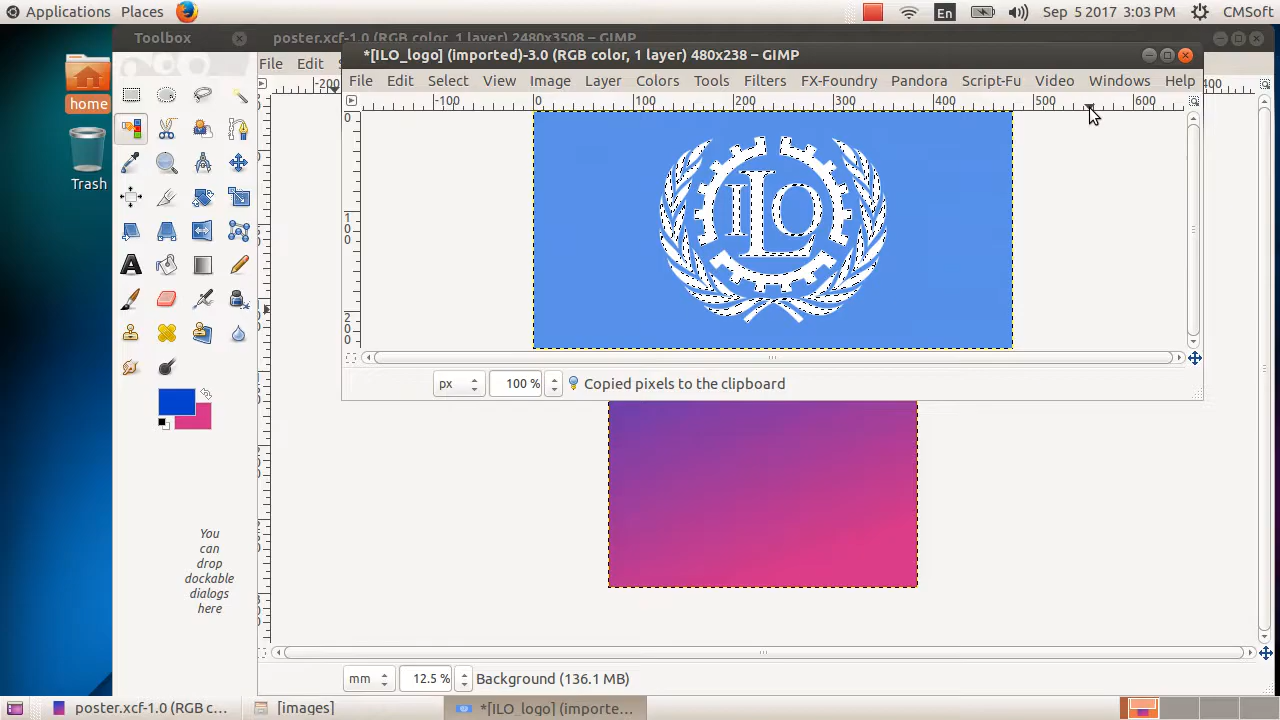 Applications Places En Sep 5 2017 3:03 PM CMSoft
Toolbox
poster.xcf-1.0 (RGB color, 1 layer) 2480x3508 – GIMP
*[ILO_logo] (imported)-3.0 (RGB color, 1 layer) 480x238 – GIMP
File Edit
File Edit Select View Image Layer Colors Tools Filters FX-Foundry Pandora Script-Fu Video Windows Help
home
Trash
-100 0 100 200 300 400 500 600
0
100
200
ILO
px 100 % Copied pixels to the clipboard
You
can
drop
dockable
dialogs
here
mm 12.5 % Background (136.1 MB)
poster.xcf-1.0 (RGB c... [images] *[ILO_logo] (importe...